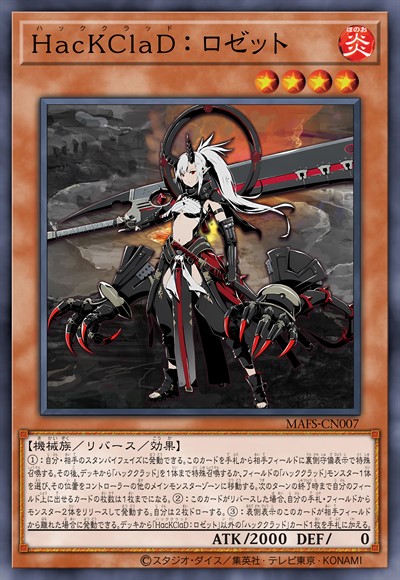 ハッククラッド
HacKClaD：ロゼット
ほのお
炎
MAFS-CN007
きかいぞく　こうか
【機械族／リバース／効果】
①：自分・相手のスタンバイフェイズに発動できる。このカードを手札から相手フィールドに表側守備表示で特殊
召喚する。その後、デッキから「ハッククラッド」を1体まで特殊召喚するか、フィールドの「ハッククラッド」モンスター1体
を選び、その位置をコントローラーの他のメインモンスターゾーンに移動する。次のターンの終了時まで自分のフィー
ルド上に出せるカードの枚数は1枚までになる。②：このカードがリバースした場合、自分の手札・フィールドから
モンスター2体をリリースして発動する。自分は2枚ドローする。③：表側表示のこのカードが相手フィールド
から離れた場合に発動できる。デッキから「HacKClaD：ロゼット」以外の「ハッククラッド」カード1枚を手札に加える。
ATK/2000 DEF/ 0
©スタジオ・ダイス／集英社・テレビ東京・KONAMI